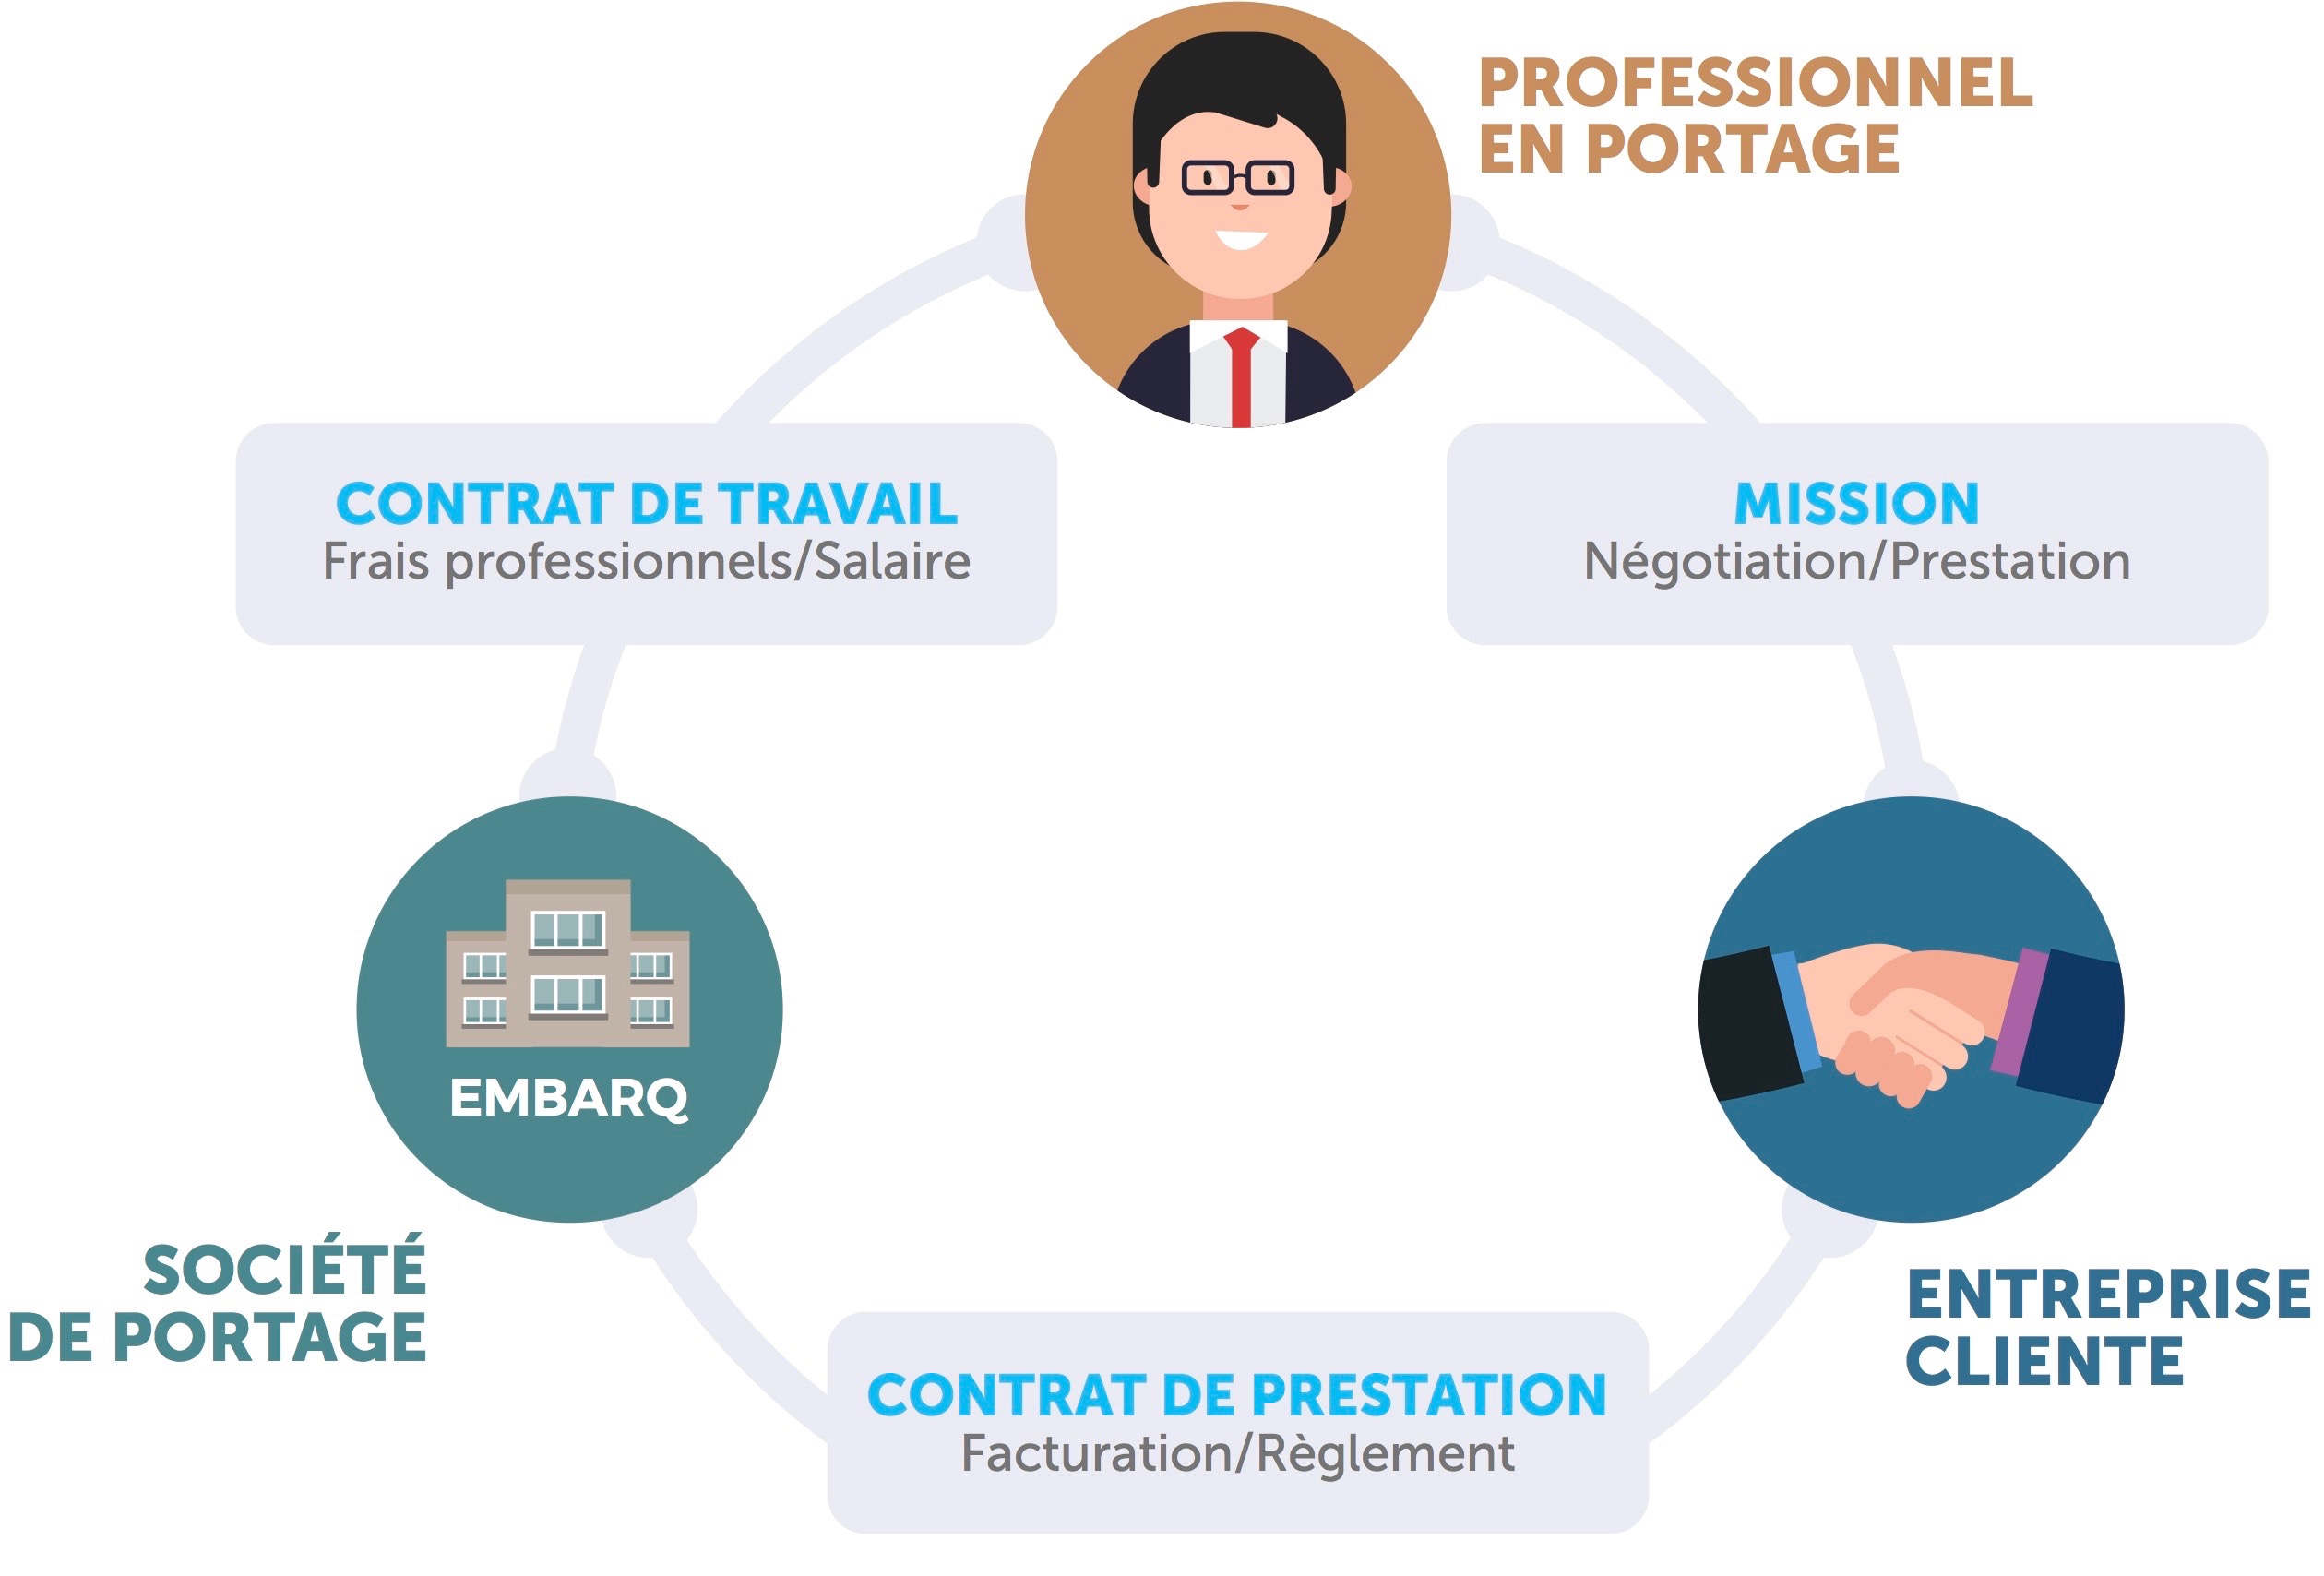 PROFESSIONNEL
EN PORTAGE
CONTRAT DE TRAVAIL
Frais professionnels/Salaire
MISSION
Négotiation/Prestation
EMBARQ
SOCIÉTÉ
DE PORTAGE
ENTREPRISE
CLIENTE
CONTRAT DE PRESTATION
Facturation/Règlement